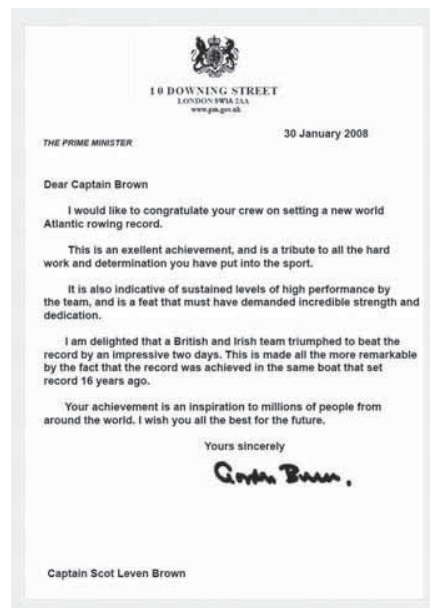 10 DOWNING STREET
LONDON SW1A 2AA
www.pm.gov.uk
30 January 2008
THE PRIME MINISTER
Dear Captain Brown
I would like to congratulate your crew on setting a new world
Atlantic rowing record.
This is an exellent achievement, and is a tribute to all the hard
work and determination you have put into the sport.
It is also indicative of sustained levels of high performance by
the team, and is a feat that must have demanded incredible strength and
dedication.
I am delighted that a British and Irish team triumphed to beat the
record by an impressive two days. This is made all the more remarkable
by the fact that the record was achieved in the same boat that set
record 16 years ago.
Your achievement is an inspiration to millions of people from
around the world. I wish you all the best for the future.
Yours sincerely
Gordon Brown.
Captain Scot Leven Brown